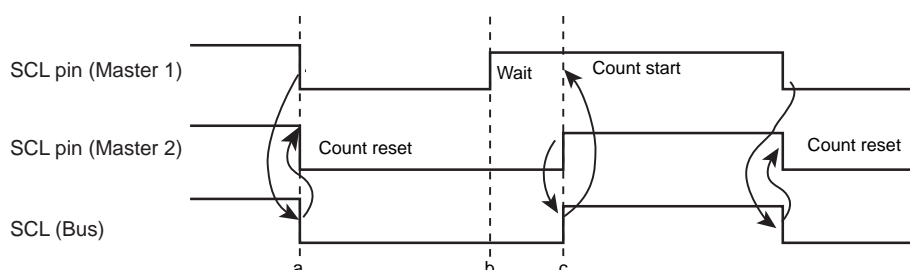 SCL pin (Master 1)
Wait
Count start
SCL pin (Master 2)
Count reset
Count reset
SCL (Bus)
a
b
c